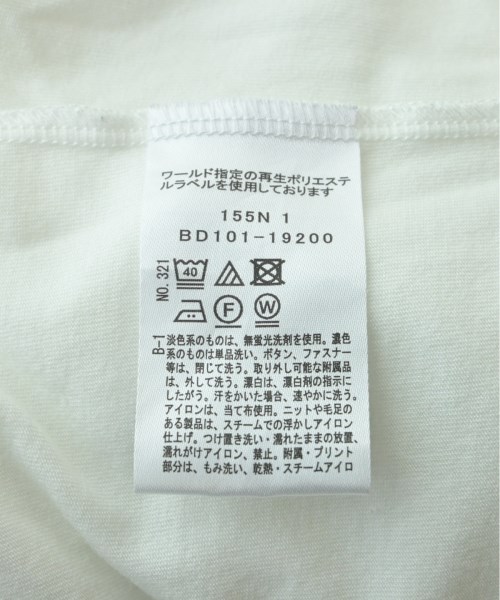 ワールド指定の再生ポリエステ
ルラベルを使用しております
155N 1
BD101-19200
NO. 321
40
F
W
B-1
淡色系のものは、無蛍光洗剤を使用。濃色
系のものは単品洗い。ボタン、ファスナー
等は、閉じて洗う。取り外し可能な附属品
は、外して洗う。漂白は、漂白剤の指示に
したがう。汗をかいた場合、速やかに洗う。
アイロンは、当て布使用。ニットや毛足の
ある製品は、スチームでの浮かしアイロン
仕上げ。つけ置き洗い・濡れたままの放置、
濡れがけアイロン、禁止。附属・プリント
部分は、もみ洗い、乾熱・スチームアイロ